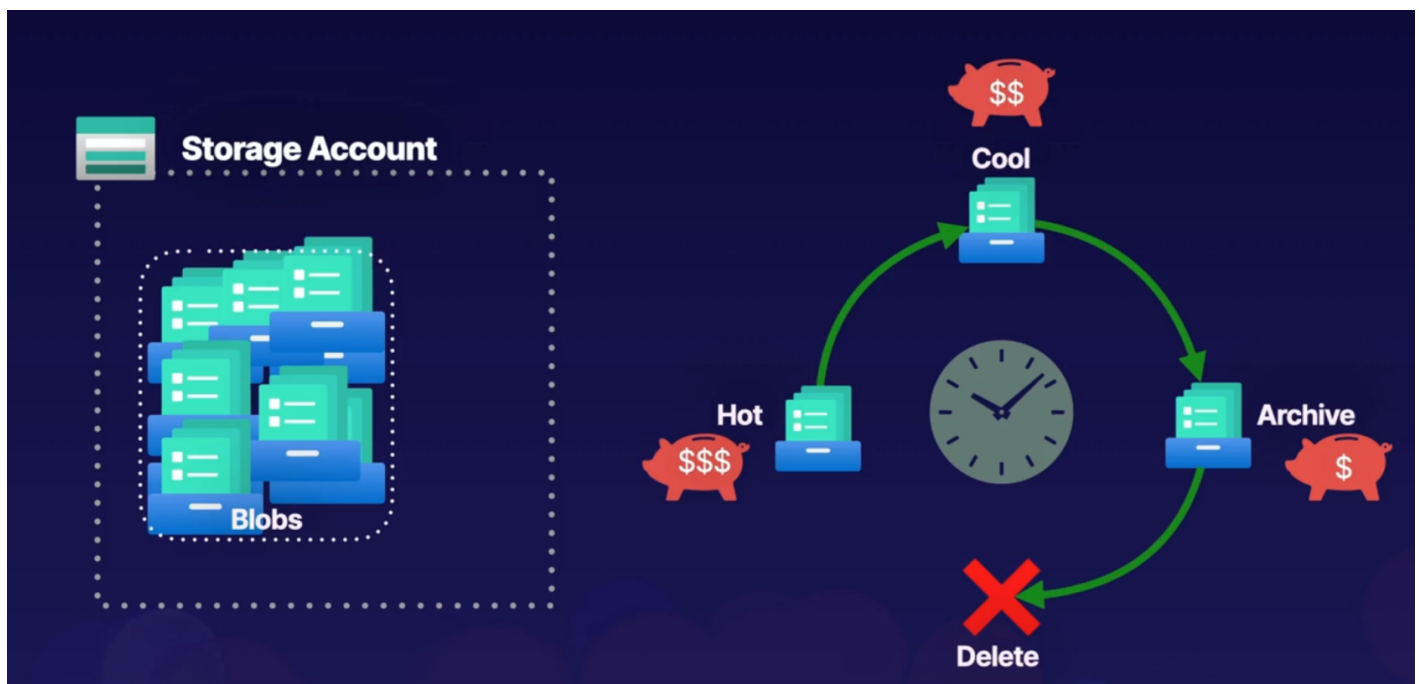 Storage Account
Blobs
$$
Cool
Hot
$$$
Archive
$
Delete